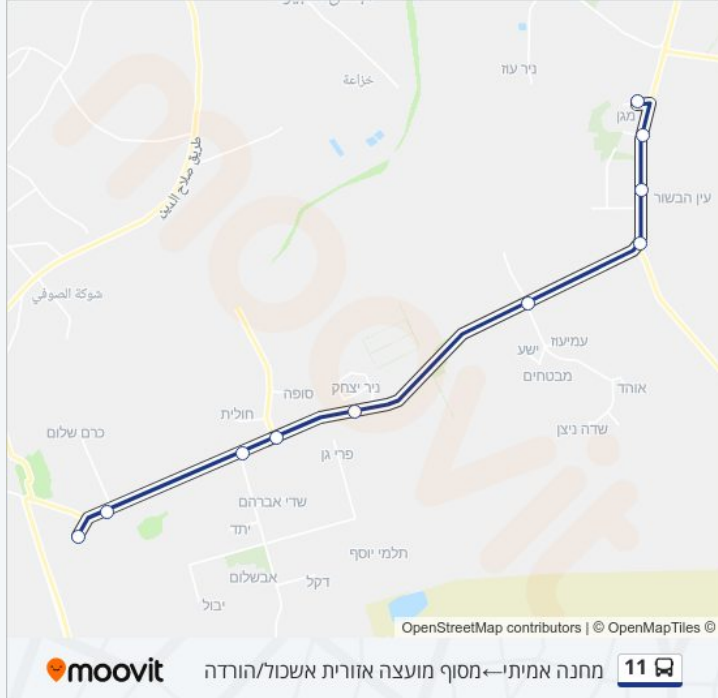 ניר עוז
خزاعة
מגן
طريق صلاح الدين
עין הבשור
شوكة الصوفي
עמיעוז
ישע
מבטחים
אוהד
ניר יצחק
סופה
חולית
שדה ניצן
כרם שלום
פרי גן
שדי אברהם
יתד
תלמי יוסף
אבשלום
דקל
יבול
moovit
OpenStreetMap contributors | © OpenMapTiles ©
11 מחנה אמיתי←מסוף מועצה אזורית אשכול/הורדה
moovit